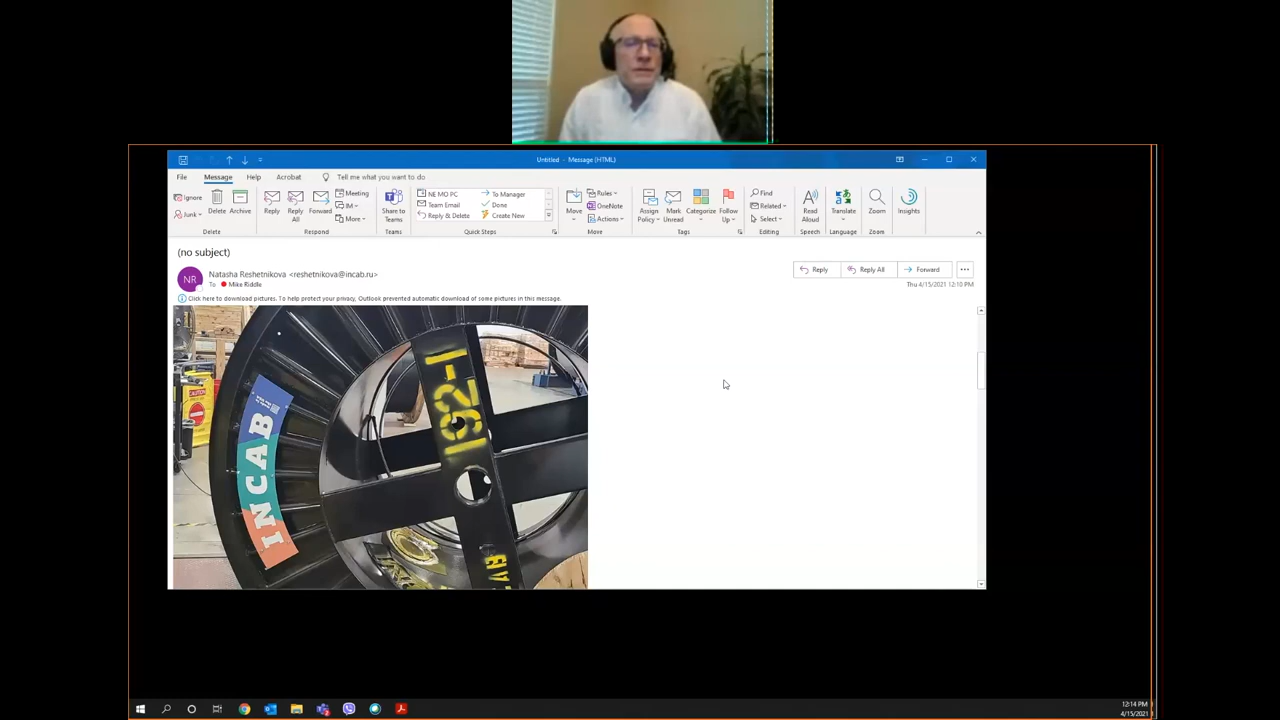 Untitled - Message (HTML)
File Message Help Acrobat Tell me what you want to do
Ignore
Junk
Delete
Archive
Delete
Reply
Reply All
Forward
Meeting
IM
More
Respond
Share to Teams
Teams
NE MO PC
Team Email
Reply & Delete
To Manager
Done
Create New
Quick Steps
Move
Rules
OneNote
Actions
Move
Assign Policy
Mark Unread
Categorize
Follow Up
Tags
Find
Related
Select
Editing
Read Aloud
Speech
Translate
Language
Zoom
Zoom
Insights
(no subject)
NR
Natasha Reshetnikova <reshetnikova@incab.ru>
To Mike Riddle
Reply Reply All Forward
Thu 4/15/2021 12:10 PM
Click here to download pictures. To help protect your privacy, Outlook prevented automatic download of some pictures in this message.
CAUTION
INCAB
12:14 PM
4/15/2021